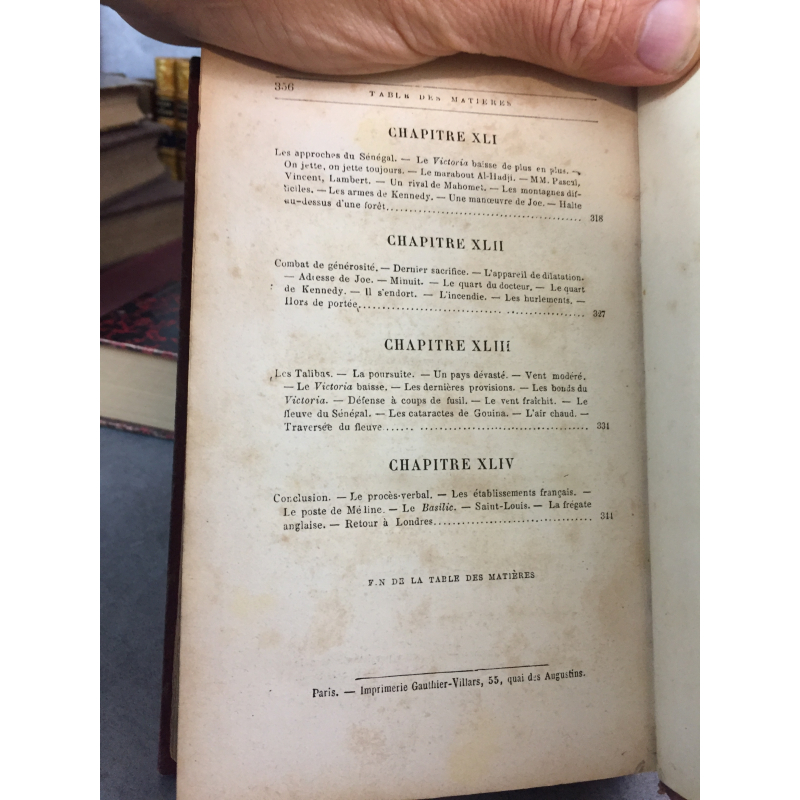 356
TABLE DES MATIÈRES
CHAPITRE XLI
Les approches du Sénégal. — Le Victoria baisse de plus en plus. —
On jette, on jette toujours. — Le marabout Al-Hadji. — MM. Pascal,
Vincent, Lambert. — Un rival de Mahomet. — Les montagnes dif-
ficiles. — Les armes de Kennedy. — Une manœuvre de Joe. — Halte
au-dessus d'une forêt........ 318
CHAPITRE XLII
Combat de générosité. — Dernier sacrifice. — L'appareil de dilatation.
— Adresse de Joe. — Minuit. — Le quart du docteur. — Le quart
de Kennedy. — Il s'endort. — L'incendie. — Les hurlements. —
Hors de portée........ 327
CHAPITRE XLIII
Les Talibas. — La poursuite. — Un pays dévasté. — Vent modéré.
— Le Victoria baisse. — Les dernières provisions. — Les bonds du
Victoria. — Défense à coups de fusil. — Le vent fraîchit. — Le
fleuve du Sénégal. — Les cataractes de Gouina. — L'air chaud. —
Traversée du fleuve........ 334
CHAPITRE XLIV
Conclusion. — Le procès-verbal. — Les établissements français. —
Le poste de Méline. — Le Basilic. — Saint-Louis. — La frégate
anglaise. — Retour à Londres........ 344
F.N DE LA TABLE DES MATIÈRES
Paris. — Imprimerie Gauthier-Villars, 55, quai des Augustins.